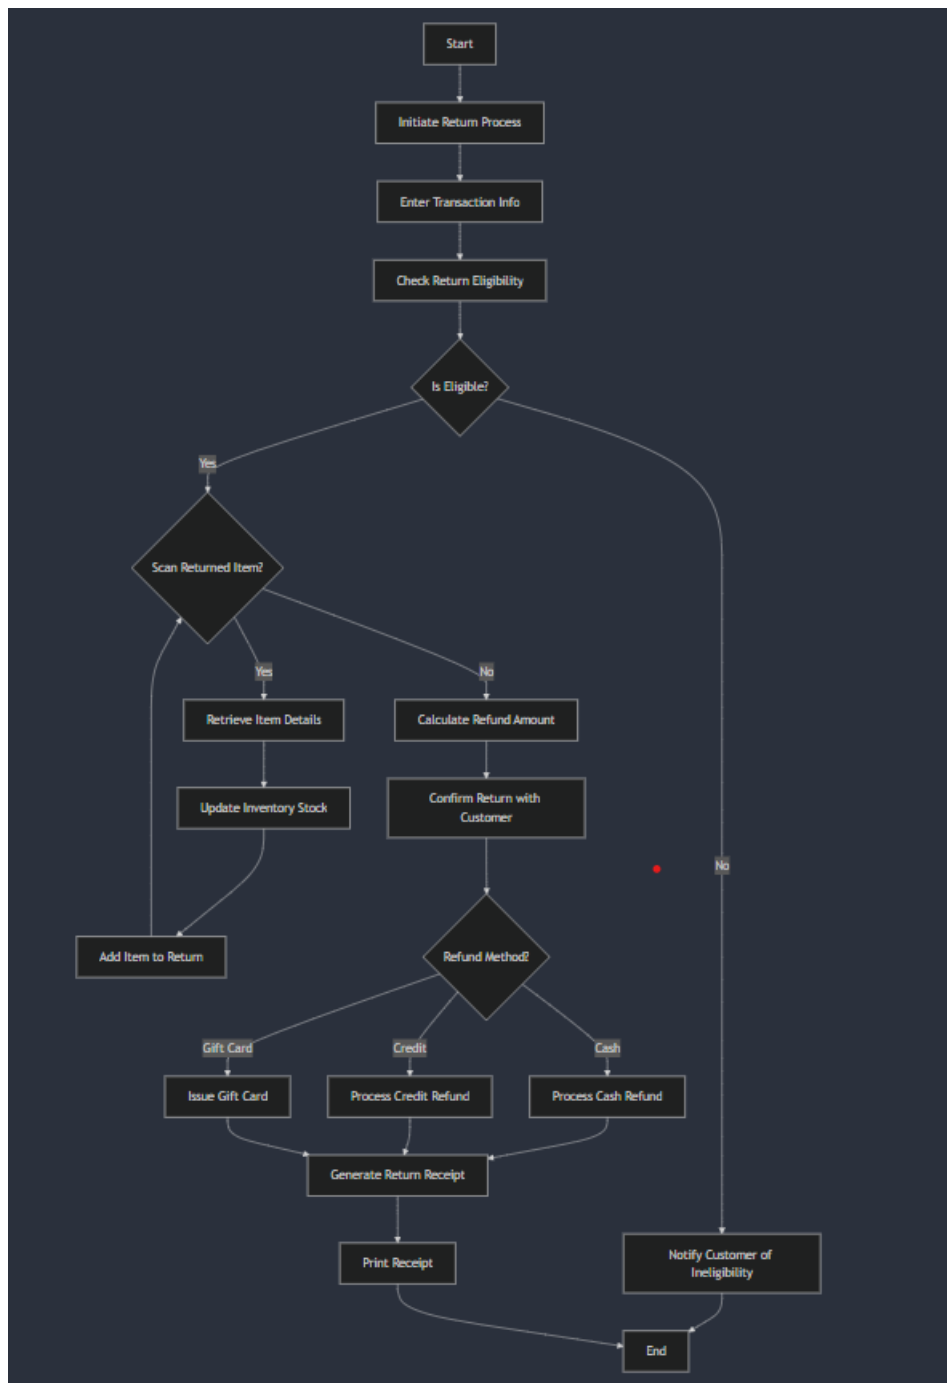 Start
Initiate Return Process
Enter Transaction Info
Check Return Eligibility
Is Eligible?
Yes
Scan Returned Item?
Yes
No
Retrieve Item Details
Calculate Refund Amount
Update Inventory Stock
Confirm Return with
Customer
No
Add Item to Return
Refund Method?
Gift Card
Credit
Cash
Issue Gift Card
Process Credit Refund
Process Cash Refund
Generate Return Receipt
Print Receipt
Notify Customer of
Ineligibility
End